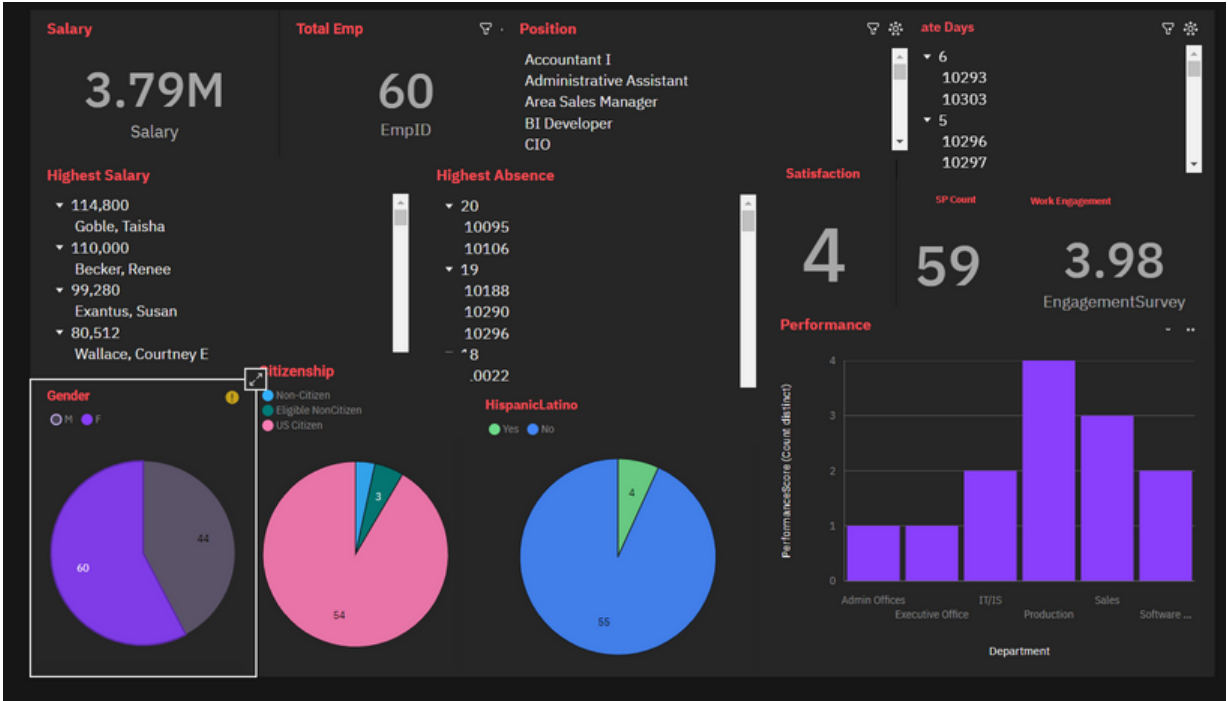 Salary
3.79M
Salary
Total Emp
60
EmpID
Position
Accountant I
Administrative Assistant
Area Sales Manager
BI Developer
CIO
ate Days
6
10293
10303
5
10296
10297
Highest Salary
114,800
Goble, Taisha
110,000
Becker, Renee
99,280
Exantus, Susan
80,512
Wallace, Courtney E
Highest Absence
20
10095
10106
19
10188
10290
10296
18
.0022
Satisfaction
4
SP Count
59
Work Engagement
3.98
EngagementSurvey
Gender
M F
44
60
Citizenship
Non-Citizen
Eligible NonCitizen
US Citizen
3
54
HispanicLatino
Yes No
4
55
Performance
PerformanceScore (Count distinct)
4
3
2
1
0
Admin Offices
Executive Office
IT/IS
Production
Sales
Software ...
Department